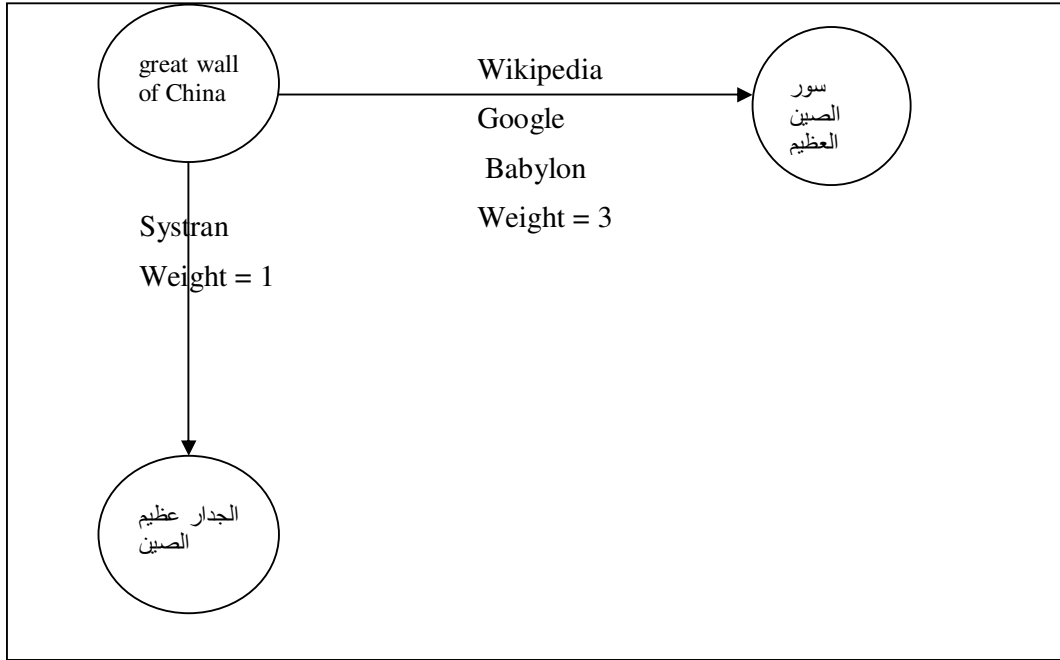 great wall
of China
Wikipedia
Google
Babylon
Weight = 3
سور
الصين
العظيم
Systran
Weight = 1
الجدار عظيم
الصين